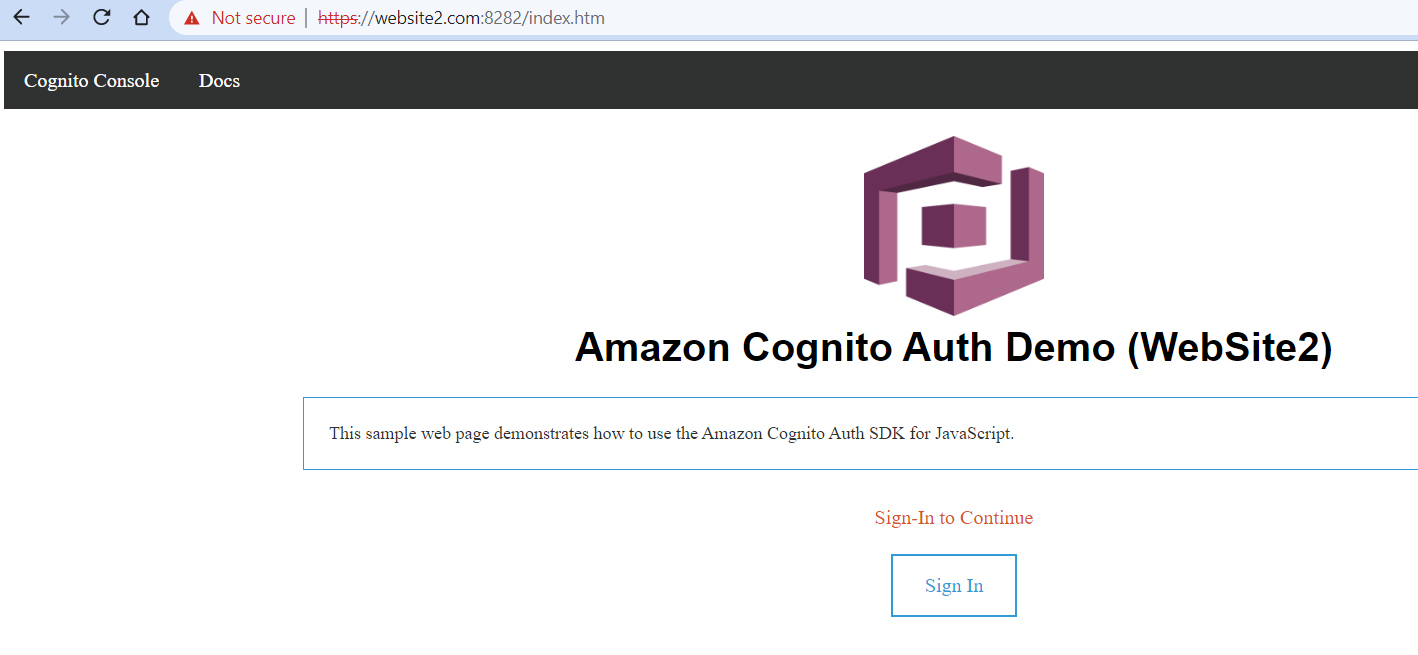 Not secure | https://website2.com:8282/index.htm
Cognito Console Docs
Amazon Cognito Auth Demo (WebSite2)
This sample web page demonstrates how to use the Amazon Cognito Auth SDK for JavaScript.
Sign-In to Continue
Sign In